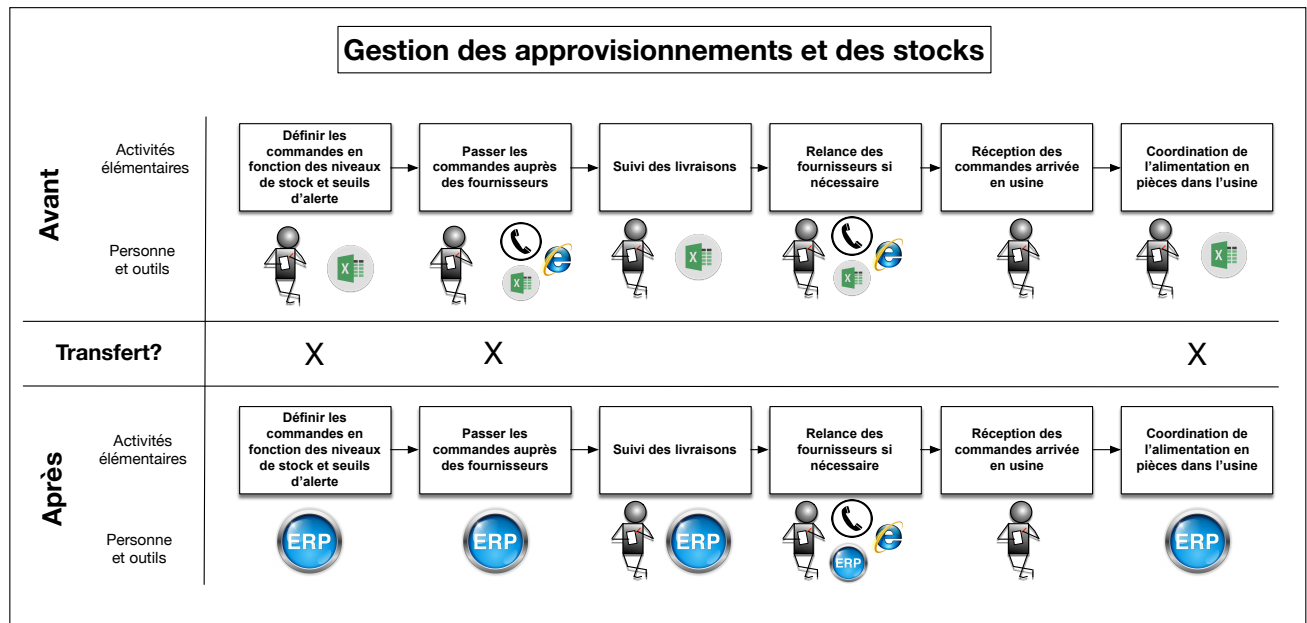 Gestion des approvisionnements et des stocks
Avant
Activités
élémentaires
Définir les
commandes en
fonction des niveaux
de stock et seuils
d'alerte
Passer les
commandes auprès
des fournisseurs
Suivi des livraisons
Relance des
fournisseurs si
nécessaire
Réception des
commandes arrivée
en usine
Coordination de
l'alimentation en
pièces dans l'usine
Personne
et outils
X
X
X
X
X
Transfert?
X
X
X
Après
Activités
élémentaires
Définir les
commandes en
fonction des niveaux
de stock et seuils
d'alerte
Passer les
commandes auprès
des fournisseurs
Suivi des livraisons
Relance des
fournisseurs si
nécessaire
Réception des
commandes arrivée
en usine
Coordination de
l'alimentation en
pièces dans l'usine
Personne
et outils
ERP
ERP
ERP
ERP
ERP